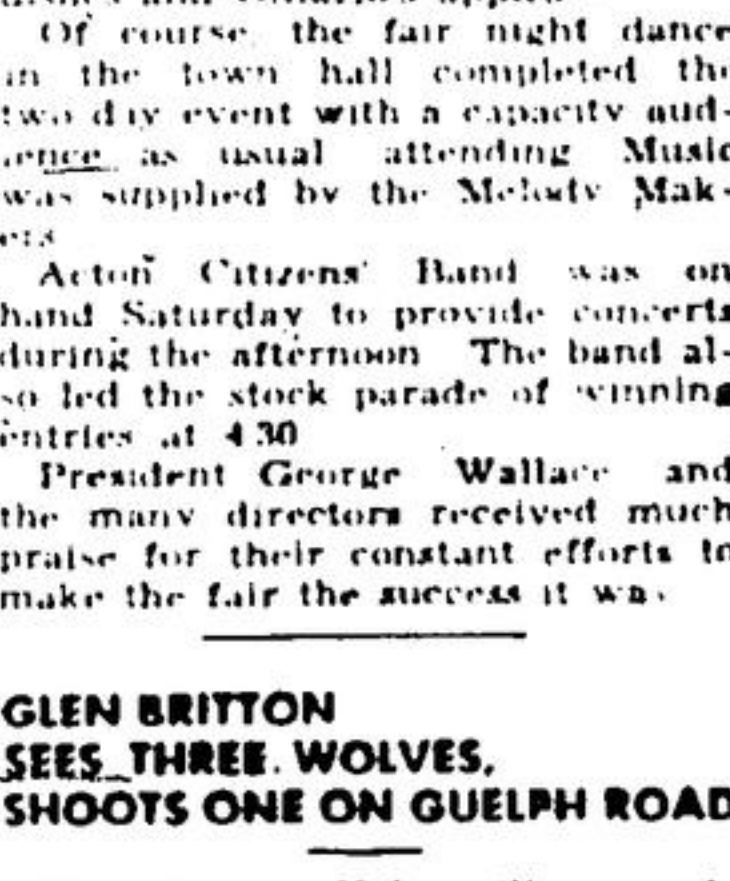 Of course, the fair night dance
in the town hall completed the
two day event with a capacity aud-
ience as usual attending Music
was supplied by the Melody Mak-
ers
Acton Citizens' Band was on
hand Saturday to provide concerts
during the afternoon The band al-
so led the stock parade of winning
entries at 4 30
President George Wallace and
the many directors received much
praise for their constant efforts to
make the fair the success it was
GLEN BRITTON
SEES THREE WOLVES,
SHOOTS ONE ON GUELPH ROAD